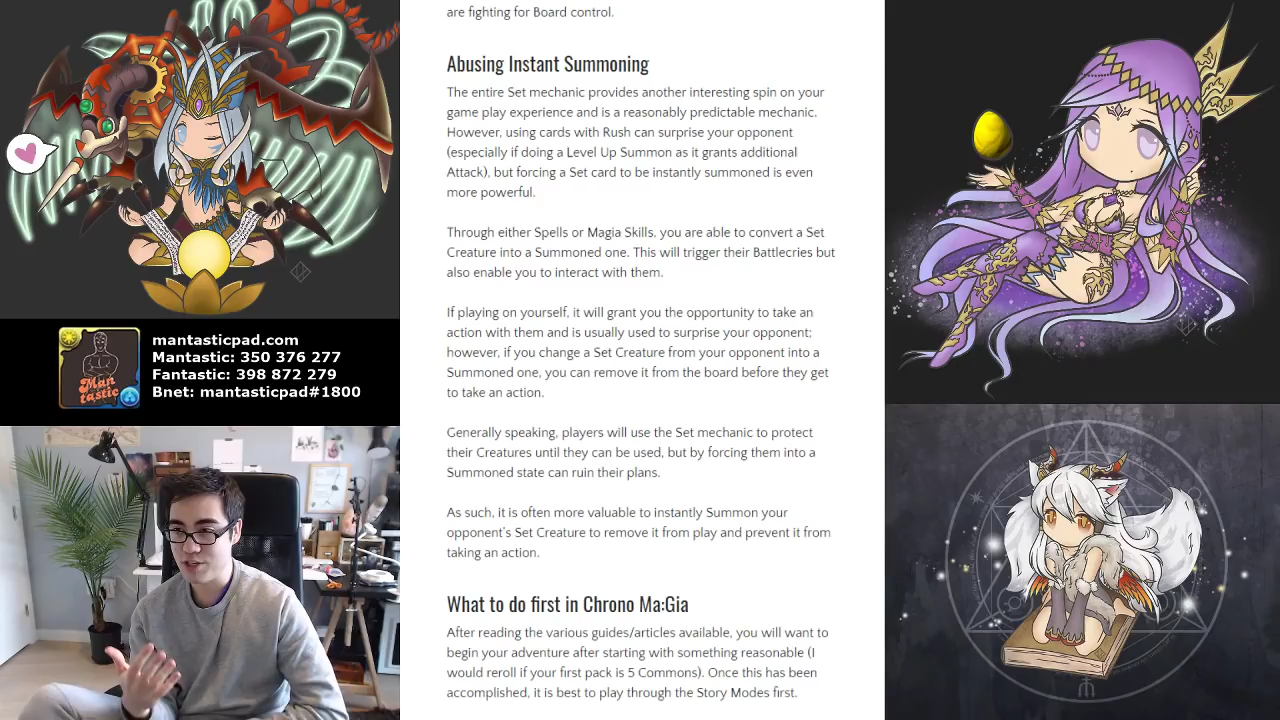 are fighting for Board control.
Abusing Instant Summoning
The entire Set mechanic provides another interesting spin on your
game play experience and is a reasonably predictable mechanic.
However, using cards with Rush can surprise your opponent
(especially if doing a Level Up Summon as it grants additional
Attack), but forcing a Set card to be instantly summoned is even
more powerful.
Through either Spells or Magia Skills, you are able to convert a Set
Creature into a Summoned one. This will trigger their Battlecries but
also enable you to interact with them.
If playing on yourself, it will grant you the opportunity to take an
action with them and is usually used to surprise your opponent;
however, if you change a Set Creature from your opponent into a
Summoned one, you can remove it from the board before they get
to take an action.
Generally speaking, players will use the Set mechanic to protect
their Creatures until they can be used, but by forcing them into a
Summoned state can ruin their plans.
As such, it is often more valuable to instantly Summon your
opponent's Set Creature to remove it from play and prevent it from
taking an action.
What to do first in Chrono Ma:Gia
After reading the various guides/articles available, you will want to
begin your adventure after starting with something reasonable (I
would reroll if your first pack is 5 Commons). Once this has been
accomplished, it is best to play through the Story Modes first.
mantasticpad.com
Mantastic: 350 376 277
Fantastic: 398 872 279
Bnet: mantasticpad#1800
Man
tastic